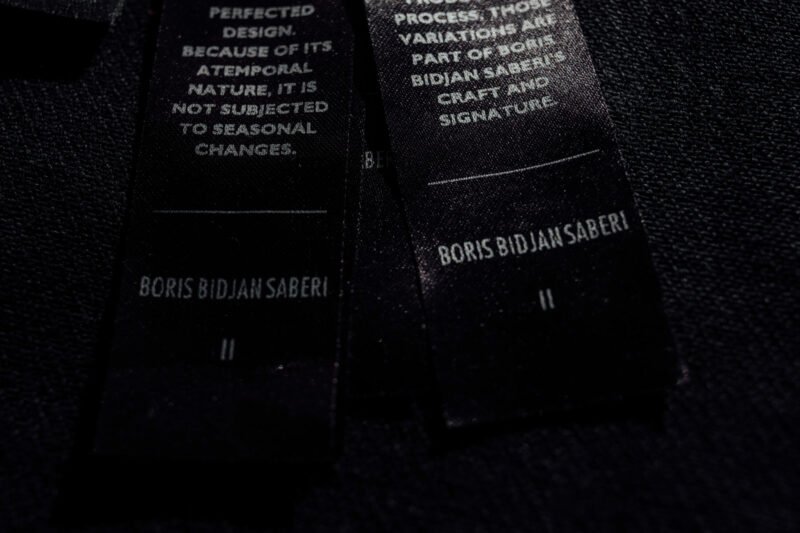 PERFECTED
DESIGN.
BECAUSE OF ITS
ATEMPORAL
NATURE, IT IS
NOT SUBJECTED
TO SEASONAL
CHANGES.
BORIS BIDJAN SABERI
II
PROCESS, THOSE
VARIATIONS ARE
PART OF BORIS
BIDJAN SABERI'S
CRAFT AND
SIGNATURE.
BORIS BIDJAN SABERI
II